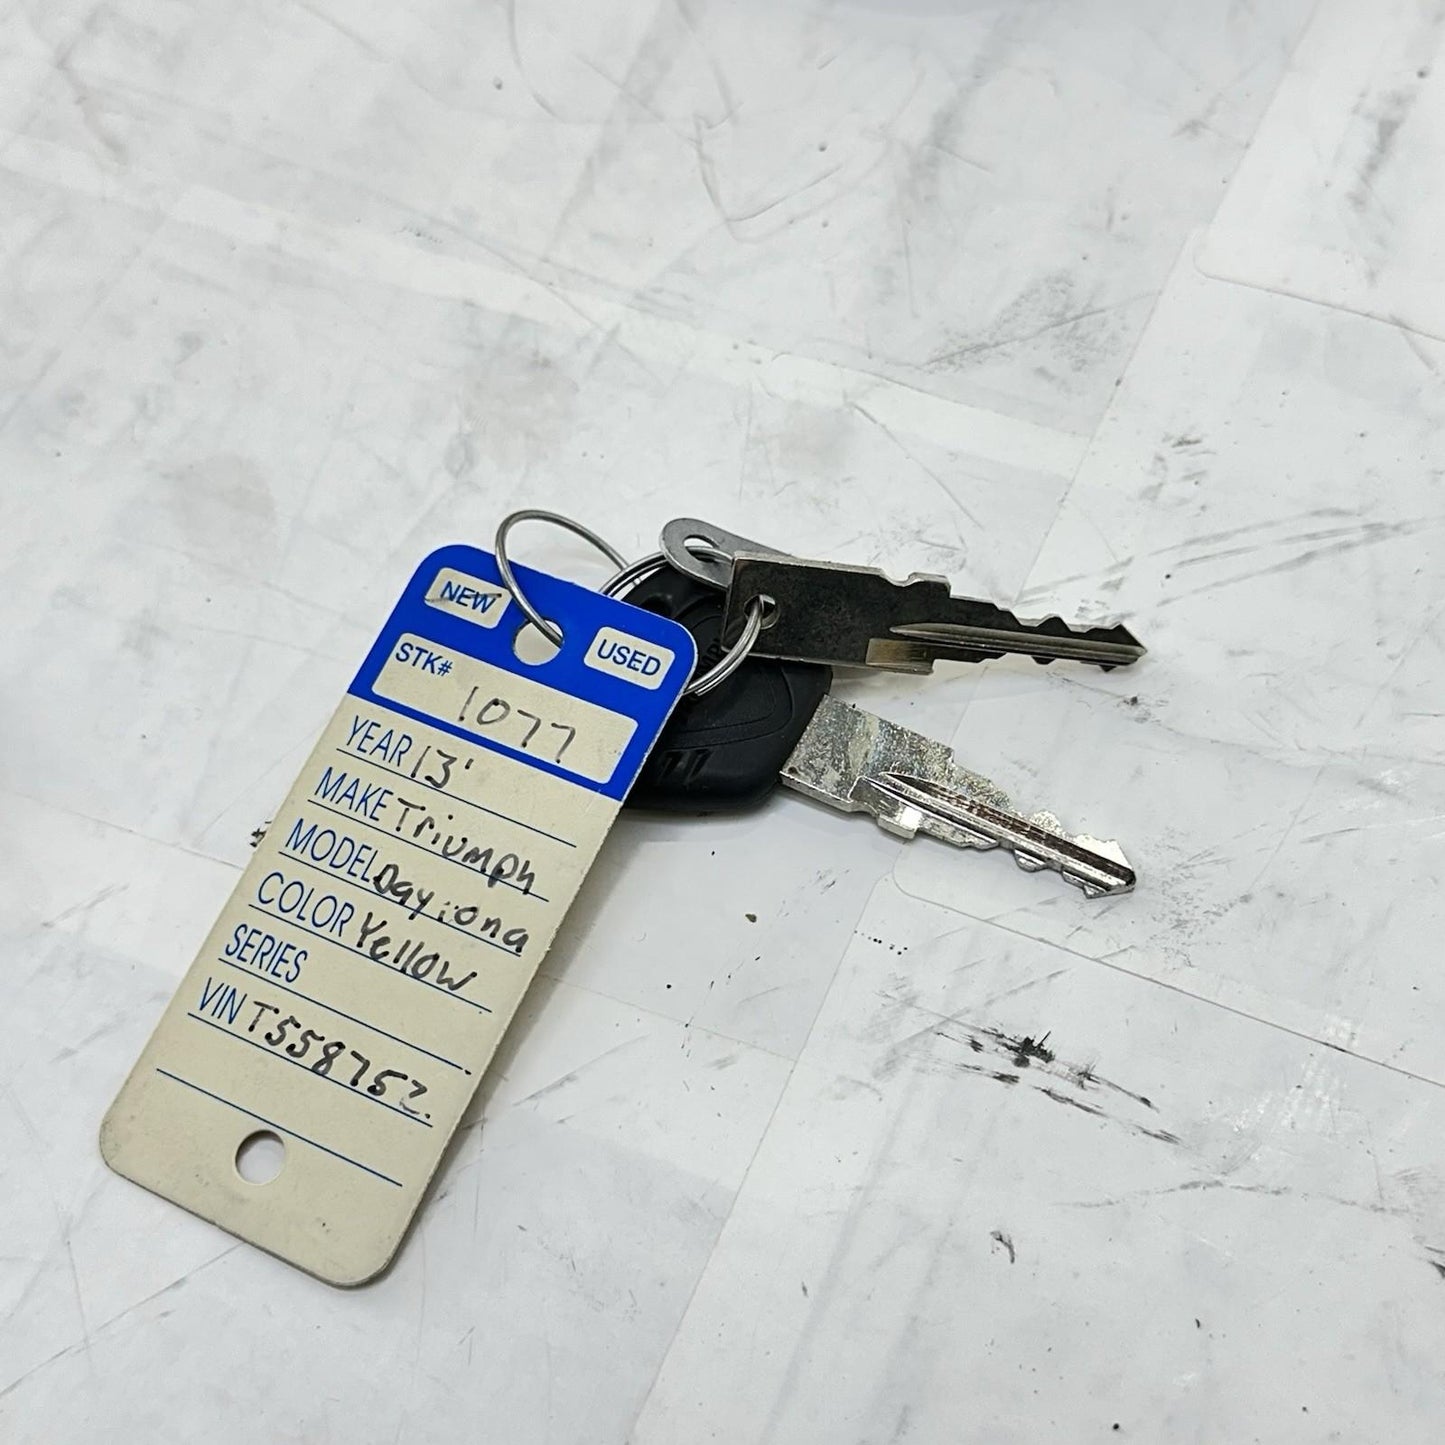 NEW
USED
STK# 1077
YEAR 13'
MAKE Triumph
MODEL Daytona
COLOR Yellow
SERIES
VIN T558752.